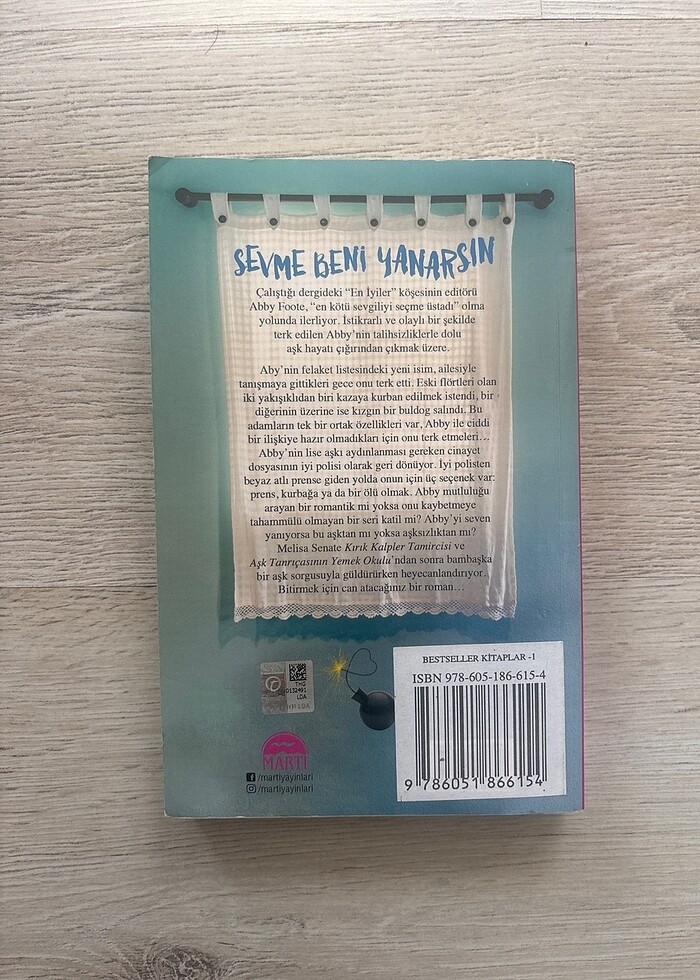 SEVME BENİ YANARSIN
Çalıştığı dergideki “En İyiler” köşesinin editörü
Abby Foote, “en kötü sevgiliyi seçme üstadı” olma
yolunda ilerliyor. İstikrarlı ve olaylı bir şekilde
terk edilen Abby’nin talihsizliklerle dolu
aşk hayatı çığırından çıkmak üzere.
Aby’nin felaket listesindeki yeni isim, ailesiyle
tanışmaya gittikleri gece onu terk etti. Eski flörtleri olan
iki yakışıklıdan biri kazaya kurban edilmek istendi, bir
diğerinin üzerine ise kızgın bir buldog salındı. Bu
adamların tek bir ortak özellikleri var, Abby ile ciddi
bir ilişkiye hazır olmadıkları için onu terk etmeleri…
Abby’nin lise aşkı aydınlanması gereken cinayet
dosyasının iyi polisi olarak geri dönüyor. İyi polisten
beyaz atlı prense giden yolda onun için üç seçenek var:
prens, kurbağa ya da bir ölü olmak. Abby mutluluğu
arayan bir romantik mi yoksa onu kaybetmeye
tahammülü olmayan bir seri katil mi? Abby’yi seven
yanıyorsa bu aşktan mı yoksa aşksızlıktan mı?
Melisa Senate Kırık Kalpler Tamircisi ve
Aşk Tanrıçasının Yemek Okulu’ndan sonra bambaşka
bir aşk sorgusuyla güldürürken heyecanlandırıyor.
Bitirmek için can atacağınız bir roman…
BESTSELLER KİTAPLAR -1
ISBN 978-605-186-615-4
9 786051 866154
THG
0132491
LDA
MARTI
/martiyayinlari
/martiyayinlari